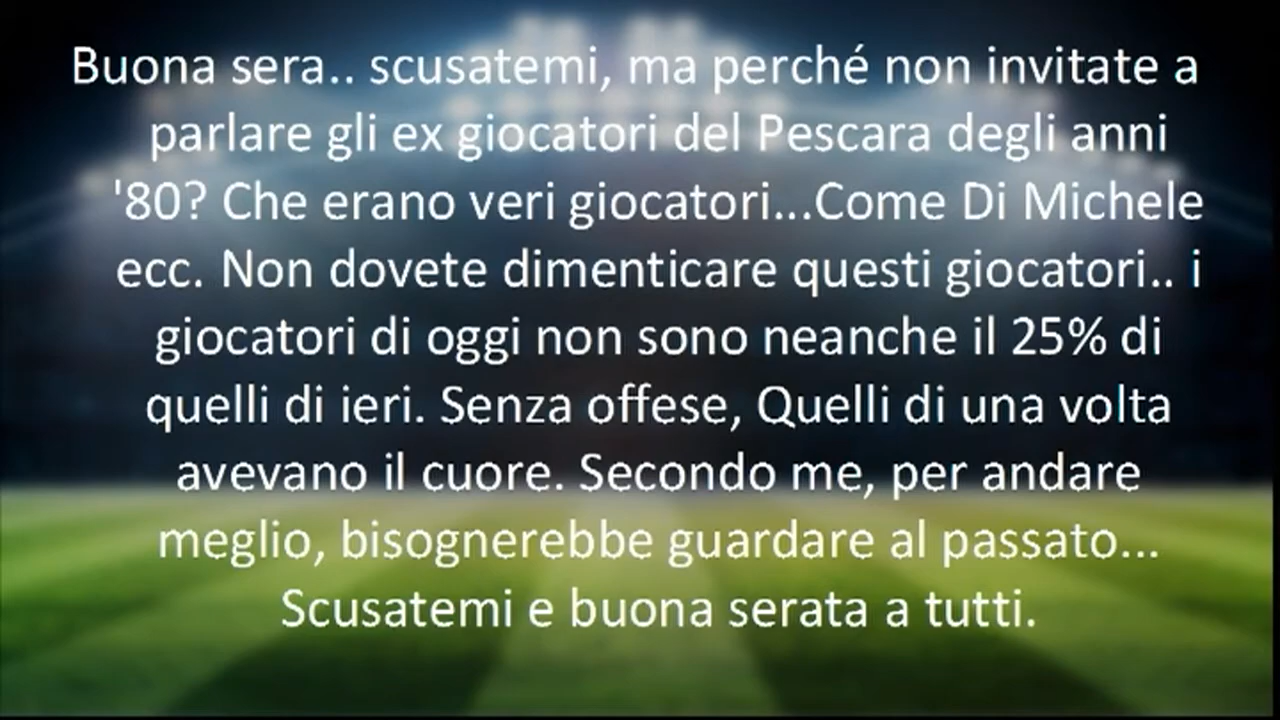 Buona sera.. scusatemi, ma perché non invitate a
parlare gli ex giocatori del Pescara degli anni
'80? Che erano veri giocatori...Come Di Michele
ecc. Non dovete dimenticare questi giocatori.. i
giocatori di oggi non sono neanche il 25% di
quelli di ieri. Senza offese, Quelli di una volta
avevano il cuore. Secondo me, per andare
meglio, bisognerebbe guardare al passato...
Scusatemi e buona serata a tutti.